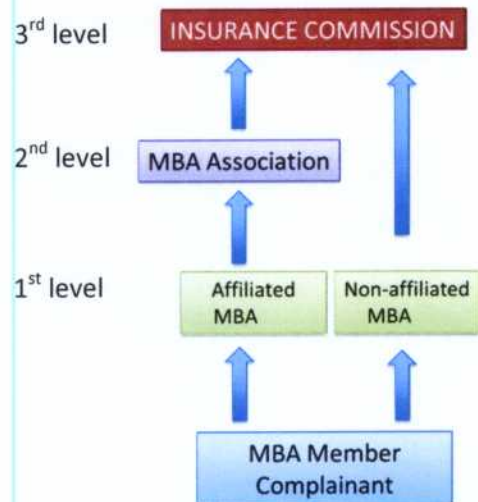 3rd level
INSURANCE COMMISSION
2nd level
MBA Association
1st level
Affiliated
MBA
Non-affiliated
MBA
MBA Member
Complainant